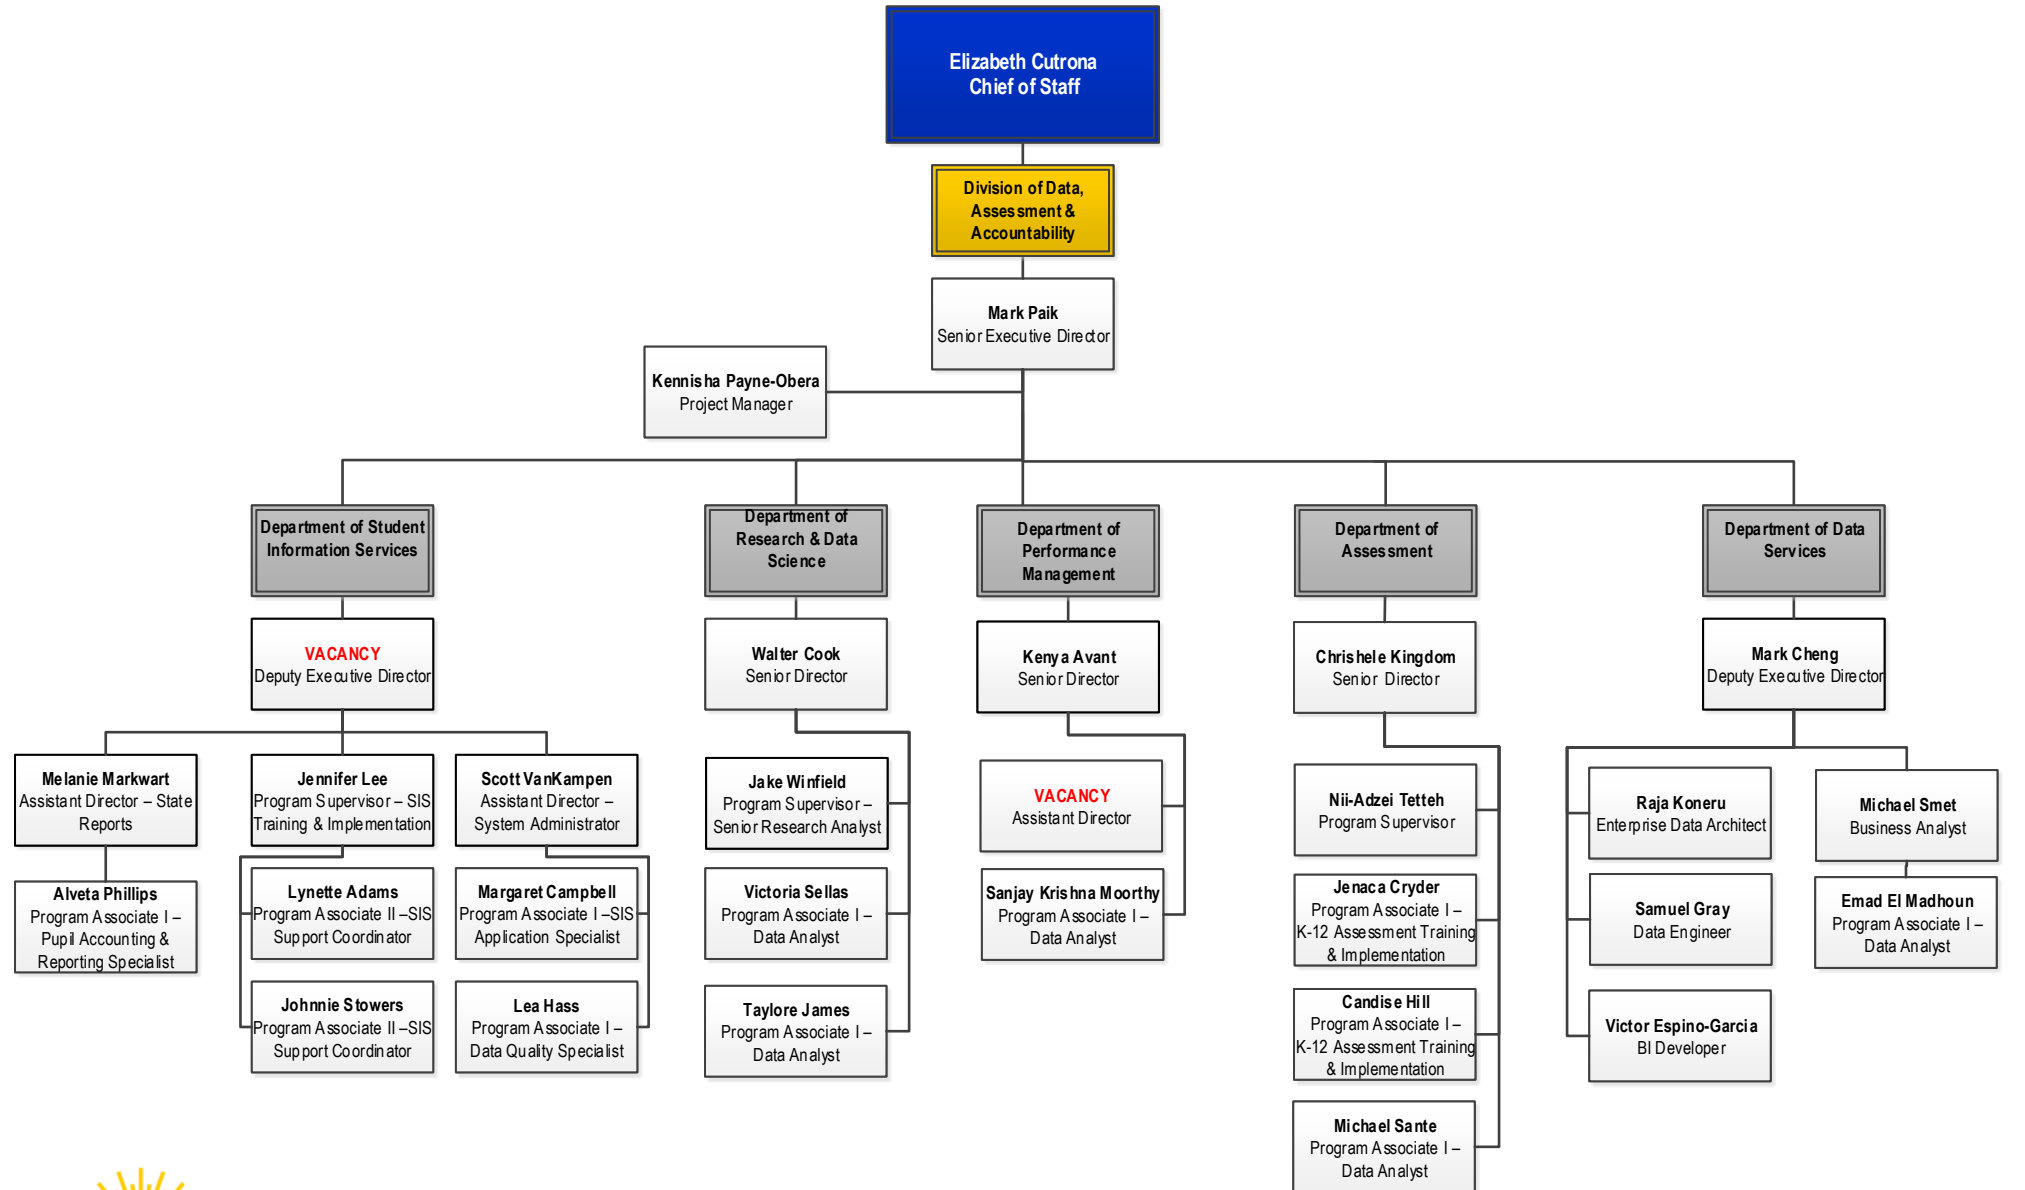 Elizabeth Cutrona
Chief of Staff
Division of Data,
Assessment &
Accountability
Mark Paik
Senior Executive Director
Kennisha Payne-Obera
Project Manager
Department of Student
Information Services
Department of
Research & Data
Science
Department of
Performance
Management
Department of
Assessment
Department of Data
Services
VACANCY
Deputy Executive Director
Walter Cook
Senior Director
Kenya Avant
Senior Director
Chrishele Kingdom
Senior Director
Mark Cheng
Deputy Executive Director
Melanie Markwart
Assistant Director – State
Reports
Jennifer Lee
Program Supervisor – SIS
Training & Implementation
Scott VanKampen
Assistant Director –
System Administrator
Jake Winfield
Program Supervisor –
Senior Research Analyst
VACANCY
Assistant Director
Nii-Adzei Tetteh
Program Supervisor
Raja Koneru
Enterprise Data Architect
Michael Smet
Business Analyst
Alveta Phillips
Program Associate I –
Pupil Accounting &
Reporting Specialist
Lynette Adams
Program Associate II –SIS
Support Coordinator
Margaret Campbell
Program Associate I –SIS
Application Specialist
Victoria Sellas
Program Associate I –
Data Analyst
Sanjay Krishna Moorthy
Program Associate I –
Data Analyst
Jenaca Cryder
Program Associate I –
K-12 Assessment Training
& Implementation
Samuel Gray
Data Engineer
Emad El Madhoun
Program Associate I –
Data Analyst
Johnnie Stowers
Program Associate II –SIS
Support Coordinator
Lea Hass
Program Associate I –
Data Quality Specialist
Taylore James
Program Associate I –
Data Analyst
Candise Hill
Program Associate I –
K-12 Assessment Training
& Implementation
Victor Espino-Garcia
BI Developer
Michael Sante
Program Associate I –
Data Analyst